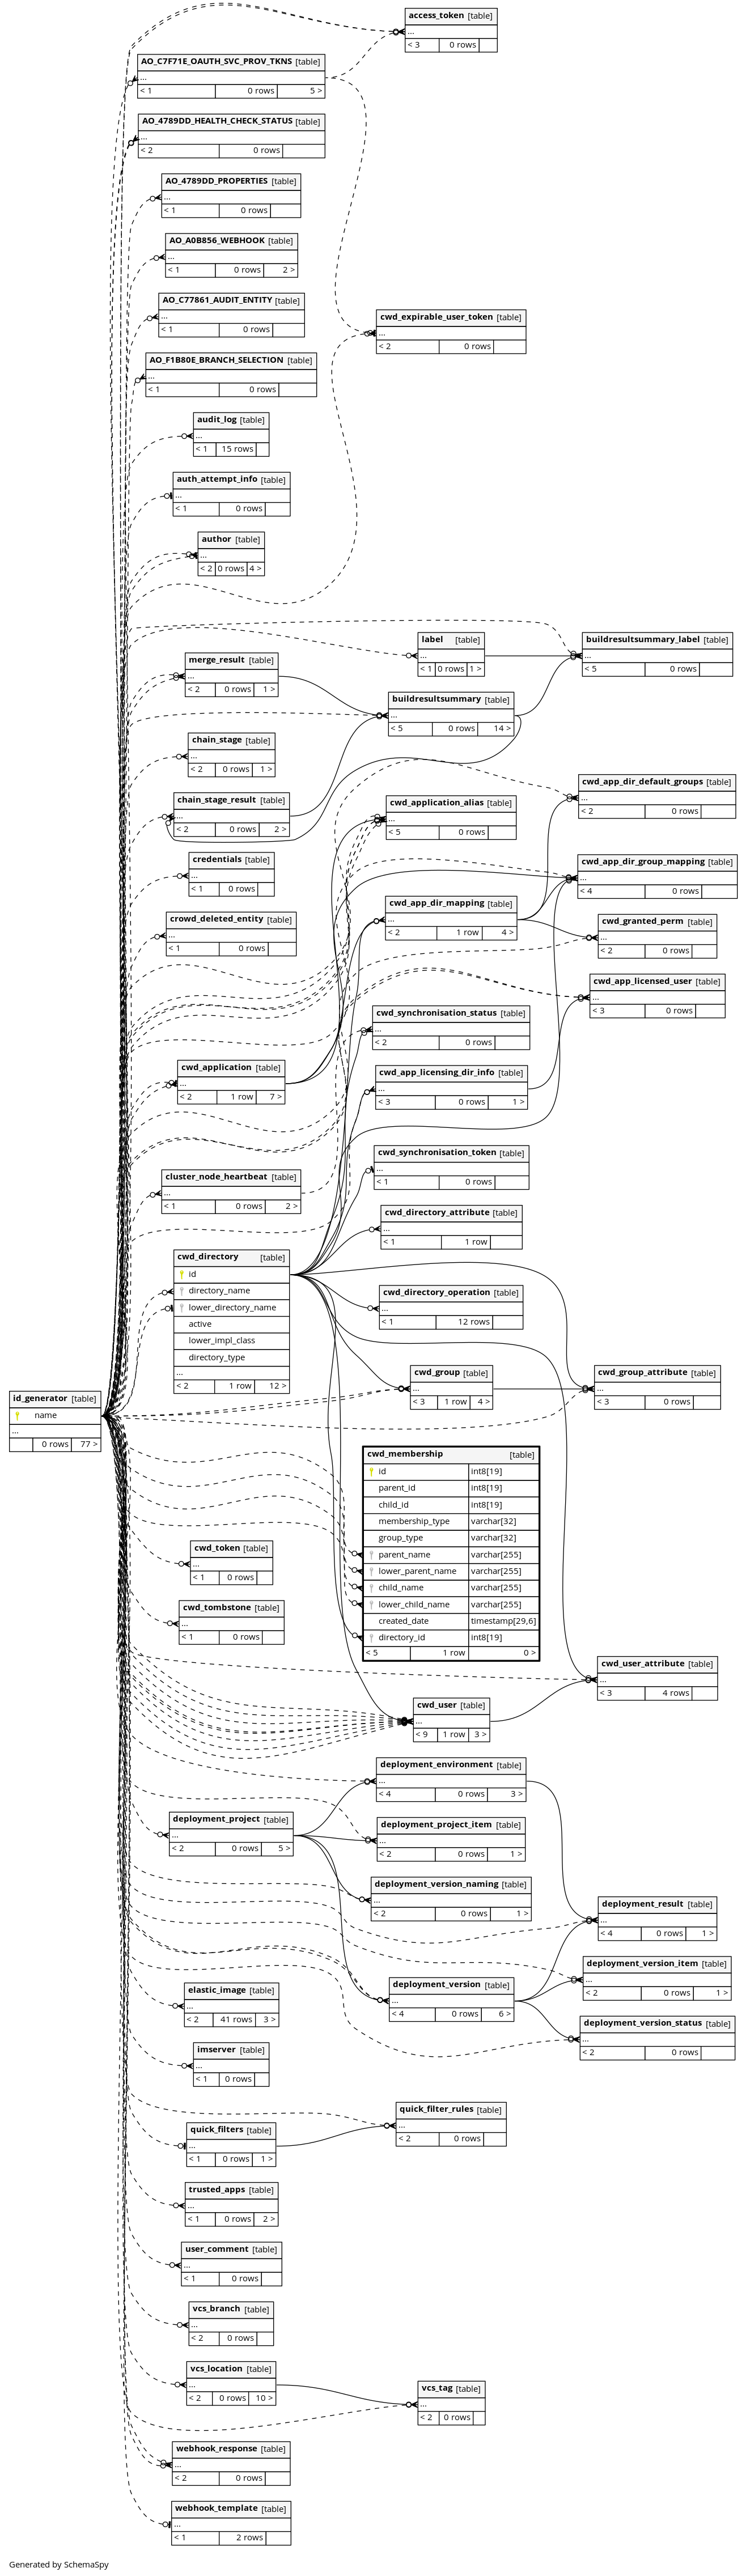 access_token [table]
...
< 3 0 rows
AO_C7F71E_OAUTH_SVC_PROV_TKNS [table]
...
< 1 0 rows 5 >
AO_4789DD_HEALTH_CHECK_STATUS [table]
...
< 2 0 rows
AO_4789DD_PROPERTIES [table]
...
< 1 0 rows
AO_A0B856_WEBHOOK [table]
...
< 1 0 rows 2 >
AO_C77861_AUDIT_ENTITY [table]
...
< 1 0 rows
cwd_expirable_user_token [table]
...
< 2 0 rows
AO_F1B80E_BRANCH_SELECTION [table]
...
< 1 0 rows
audit_log [table]
...
< 1 15 rows
auth_attempt_info [table]
...
< 1 0 rows
author [table]
...
< 2 0 rows 4 >
label [table]
...
< 1 0 rows 1 >
buildresultsummary_label [table]
...
< 5 0 rows
merge_result [table]
...
< 2 0 rows 1 >
buildresultsummary [table]
...
< 5 0 rows 14 >
chain_stage [table]
...
< 2 0 rows 1 >
cwd_app_dir_default_groups [table]
...
< 2 0 rows
chain_stage_result [table]
...
< 2 0 rows 2 >
cwd_application_alias [table]
...
< 5 0 rows
credentials [table]
...
< 1 0 rows
cwd_app_dir_group_mapping [table]
...
< 4 0 rows
cwd_app_dir_mapping [table]
...
< 2 1 row 4 >
crowd_deleted_entity [table]
...
< 1 0 rows
cwd_granted_perm [table]
...
< 2 0 rows
cwd_app_licensed_user [table]
...
< 3 0 rows
cwd_synchronisation_status [table]
...
< 2 0 rows
cwd_application [table]
...
< 2 1 row 7 >
cwd_app_licensing_dir_info [table]
...
< 3 0 rows 1 >
cwd_synchronisation_token [table]
...
< 1 0 rows
cluster_node_heartbeat [table]
...
< 1 0 rows 2 >
cwd_directory_attribute [table]
...
< 1 1 row
cwd_directory [table]
id
directory_name
lower_directory_name
active
lower_impl_class
directory_type
...
< 2 1 row 12 >
cwd_directory_operation [table]
...
< 1 12 rows
cwd_group [table]
...
< 3 1 row 4 >
cwd_group_attribute [table]
...
< 3 0 rows
id_generator [table]
name
...
0 rows 77 >
cwd_membership [table]
id int8[19]
parent_id int8[19]
child_id int8[19]
membership_type varchar[32]
group_type varchar[32]
parent_name varchar[255]
lower_parent_name varchar[255]
child_name varchar[255]
lower_child_name varchar[255]
created_date timestamp[29,6]
directory_id int8[19]
< 5 1 row 0 >
cwd_token [table]
...
< 1 0 rows
cwd_tombstone [table]
...
< 1 0 rows
cwd_user_attribute [table]
...
< 3 4 rows
cwd_user [table]
...
< 9 1 row 3 >
deployment_environment [table]
...
< 4 0 rows 3 >
deployment_project [table]
...
< 2 0 rows 5 >
deployment_project_item [table]
...
< 2 0 rows 1 >
deployment_version_naming [table]
...
< 2 0 rows 1 >
deployment_result [table]
...
< 4 0 rows 1 >
deployment_version_item [table]
...
< 2 0 rows 1 >
elastic_image [table]
...
< 2 41 rows 3 >
deployment_version [table]
...
< 4 0 rows 6 >
deployment_version_status [table]
...
< 2 0 rows
imserver [table]
...
< 1 0 rows
quick_filter_rules [table]
...
< 2 0 rows
quick_filters [table]
...
< 1 0 rows 1 >
trusted_apps [table]
...
< 1 0 rows 2 >
user_comment [table]
...
< 1 0 rows
vcs_branch [table]
...
< 2 0 rows
vcs_location [table]
...
< 2 0 rows 10 >
vcs_tag [table]
...
< 2 0 rows
webhook_response [table]
...
< 2 0 rows
webhook_template [table]
...
< 1 2 rows
Generated by SchemaSpy